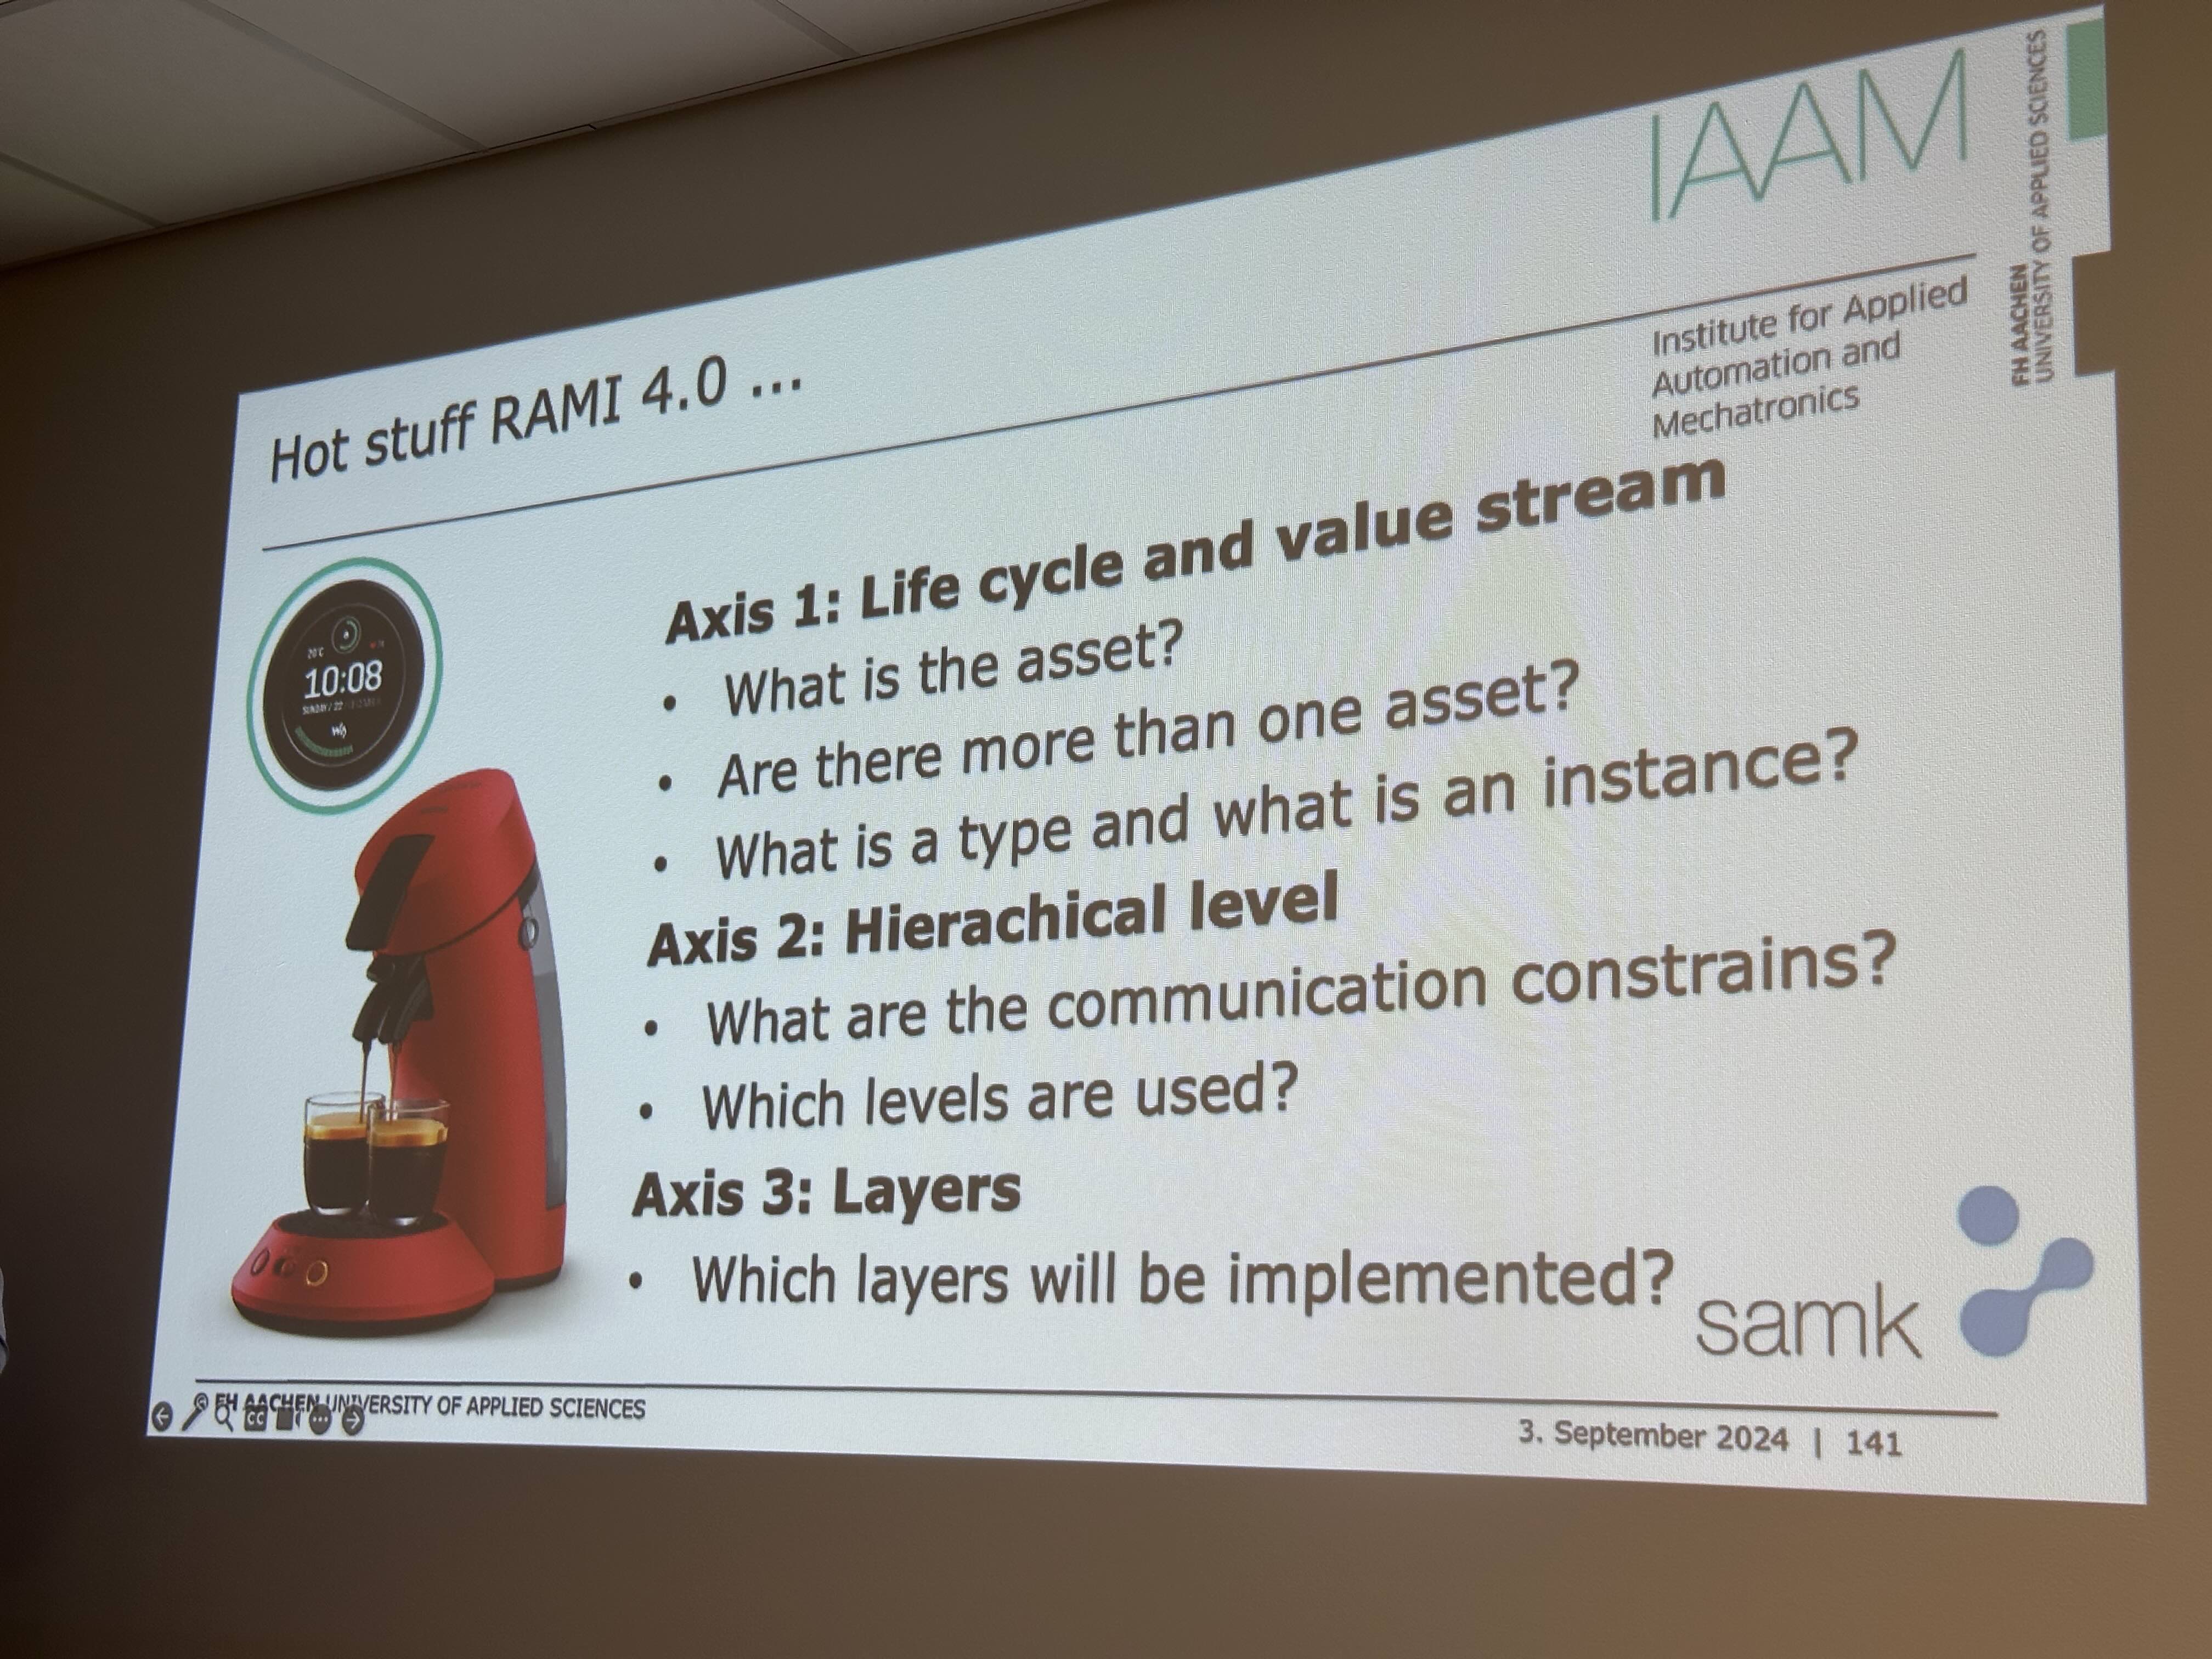 IAAM
FH AACHEN
UNIVERSITY OF APPLIED SCIENCES
Institute for Applied
Automation and
Mechatronics
Hot stuff RAMI 4.0 ...
20°C
10:08
SUNDAY / 22
Axis 1: Life cycle and value stream
• What is the asset?
• Are there more than one asset?
• What is a type and what is an instance?
Axis 2: Hierachical level
• What are the communication constrains?
• Which levels are used?
Axis 3: Layers
• Which layers will be implemented?
samk
© FH AACHEN UNIVERSITY OF APPLIED SCIENCES
CC
3. September 2024 | 141